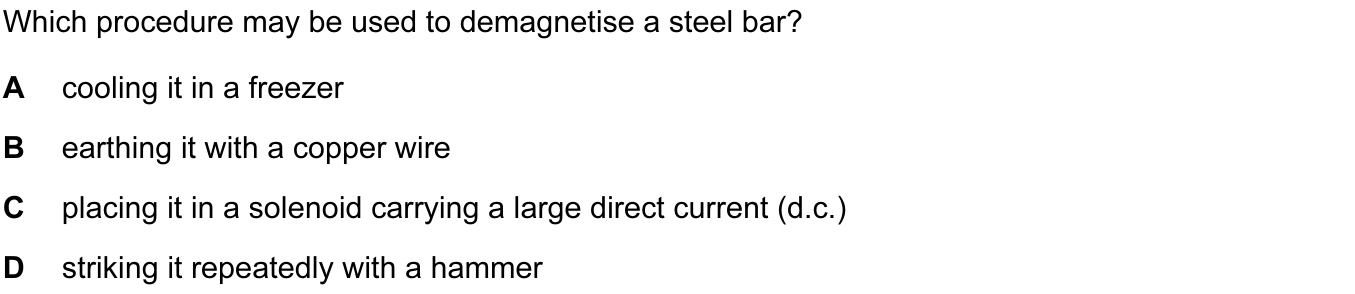 Which procedure may be used to demagnetise a steel bar?
A cooling it in a freezer
B earthing it with a copper wire
C placing it in a solenoid carrying a large direct current (d.c.)
D striking it repeatedly with a hammer